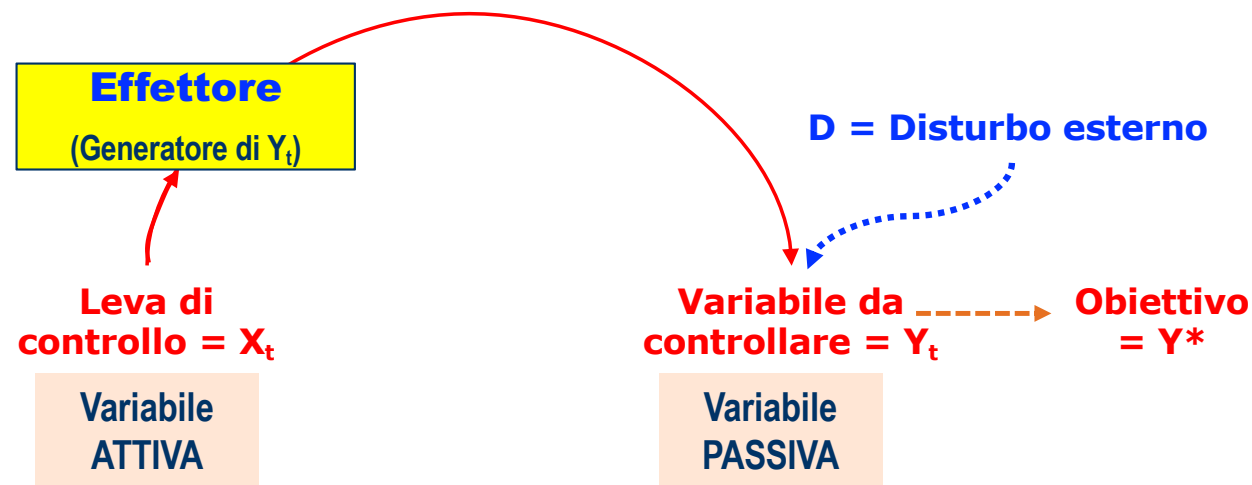 Effettore
(Generatore di Yt)
D = Disturbo esterno
Leva di
controllo = Xt
Variabile da
controllare = Yt
Obiettivo
= Y*
Variabile
ATTIVA
Variabile
PASSIVA